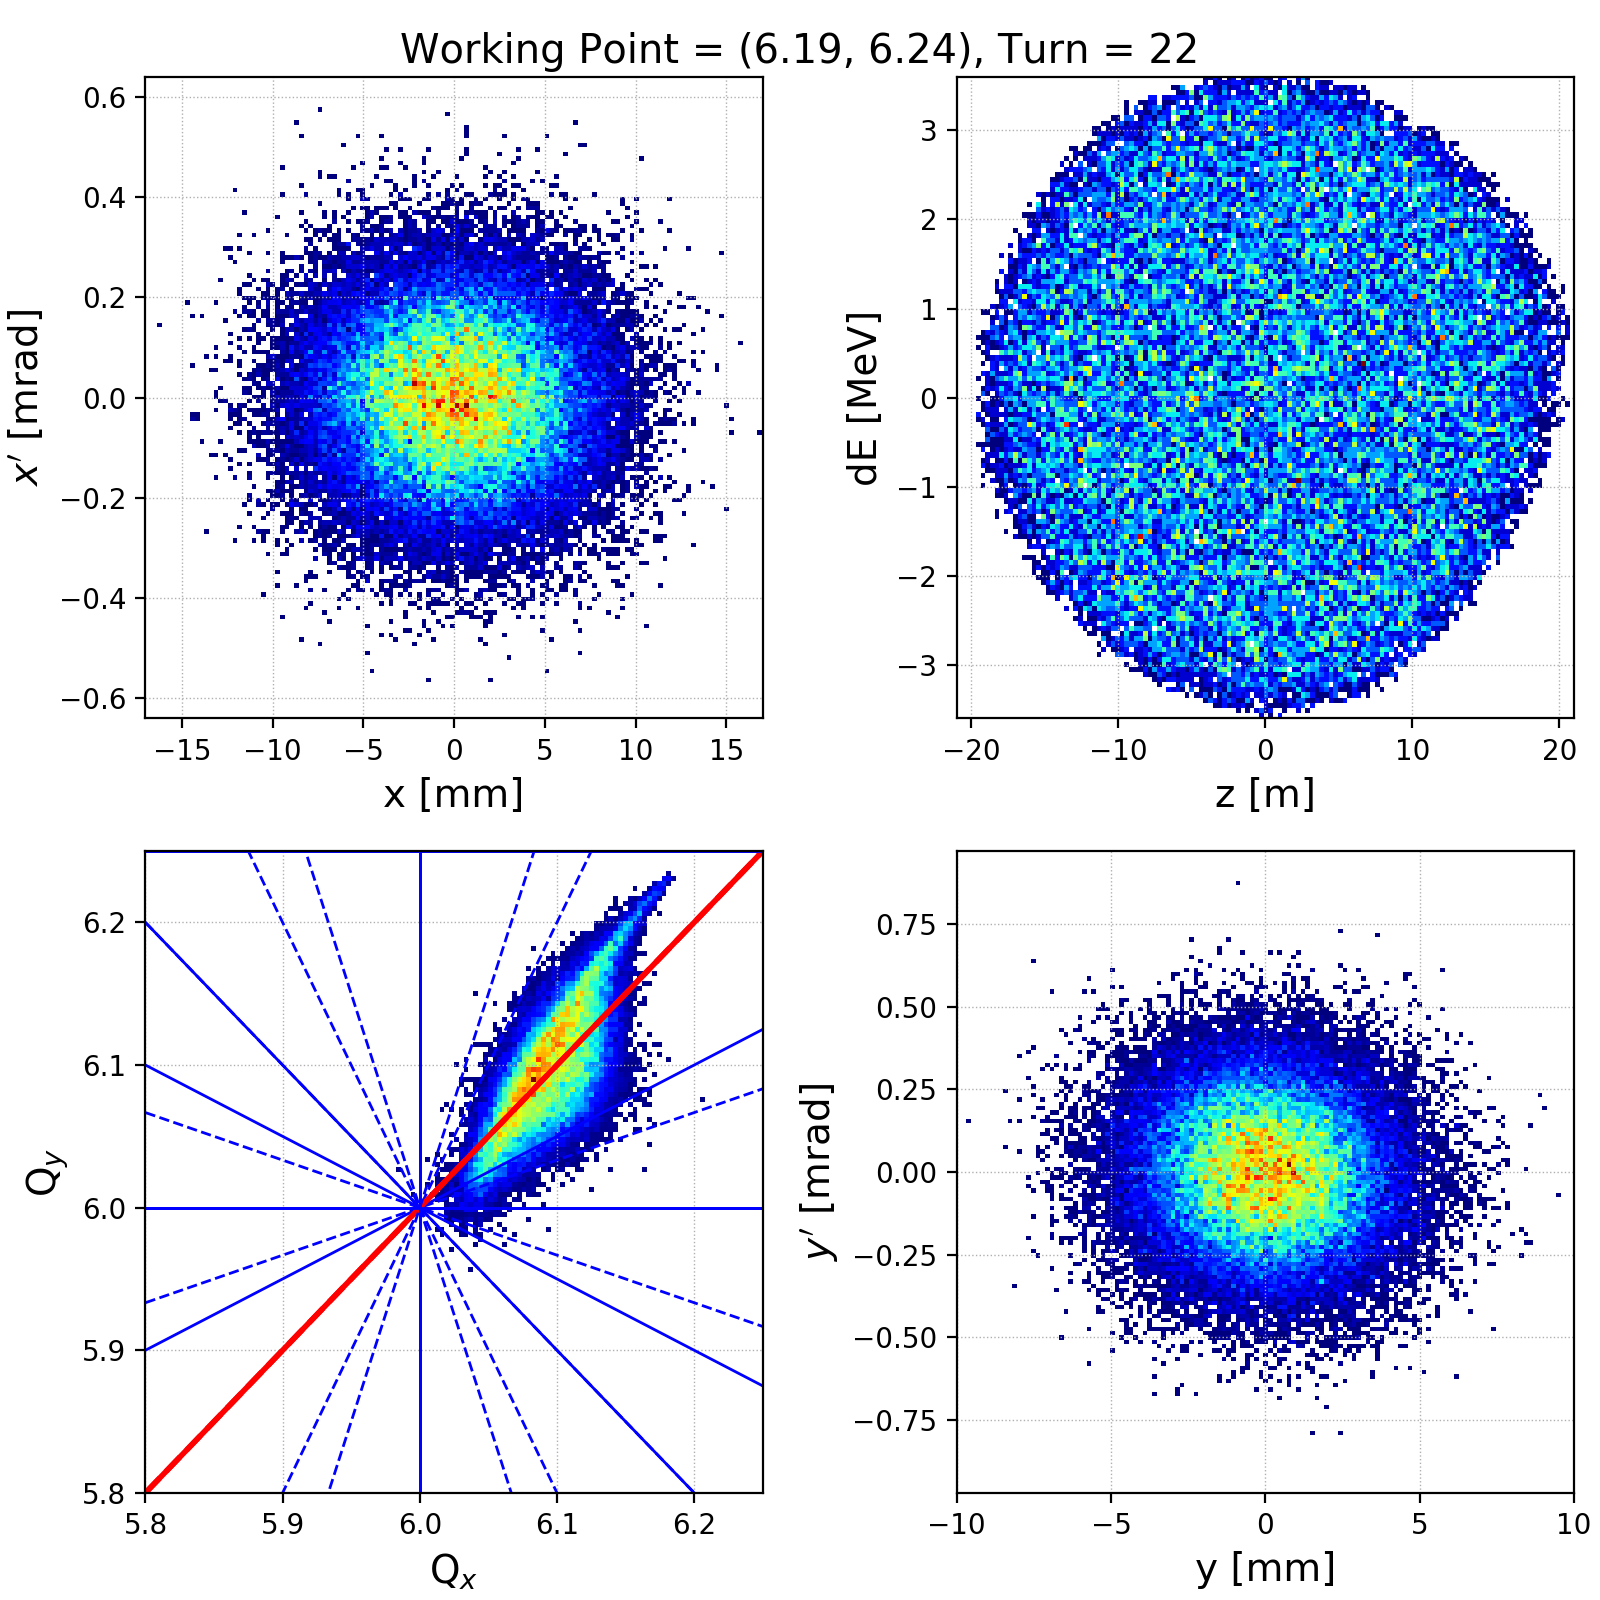 Working Point = (6.19, 6.24), Turn = 22
0.6
0.4
0.2
0.0
−0.2
−0.4
−0.6
x′ [mrad]
−15 −10 −5 0 5 10 15
x [mm]
3
2
1
0
−1
−2
−3
dE [MeV]
−20 −10 0 10 20
z [m]
6.2
6.1
6.0
5.9
5.8
Qy
5.8 5.9 6.0 6.1 6.2
Qx
0.75
0.50
0.25
0.00
−0.25
−0.50
−0.75
y′ [mrad]
−10 −5 0 5 10
y [mm]